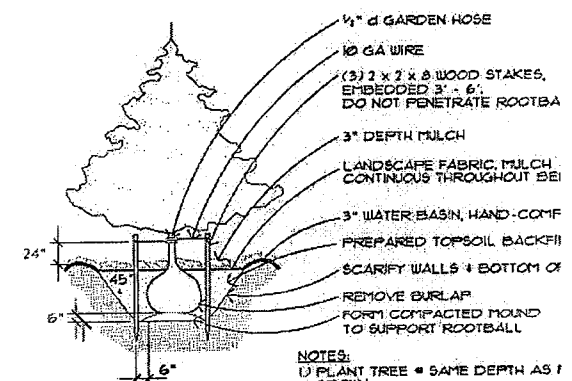 1/2" d GARDEN HOSE
10 GA WIRE
(3) 2 x 2 x 8 WOOD STAKES,
EMBEDDED 3' - 6".
DO NOT PENETRATE ROOTBA
3" DEPTH MULCH
LANDSCAPE FABRIC, MULCH
CONTINUOUS THROUGHOUT BE
3" WATER BASIN, HAND-COMP
PREPARED TOPSOIL BACKFI
SCARIFY WALLS & BOTTOM OF
REMOVE BURLAP
FORM COMPACTED MOUND
TO SUPPORT ROOTBALL
24"
45°
6"
6"
NOTES:
1) PLANT TREE @ SAME DEPTH AS